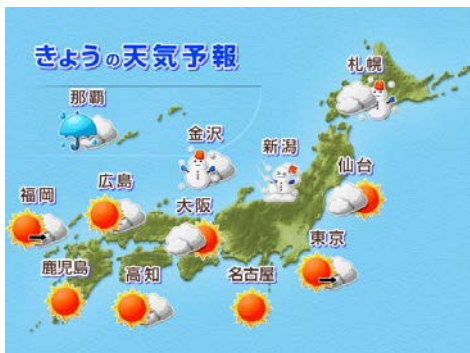 きょうの天気予報
札幌
那覇
金沢
新潟
仙台
福岡
広島
大阪
東京
鹿児島
高知
名古屋